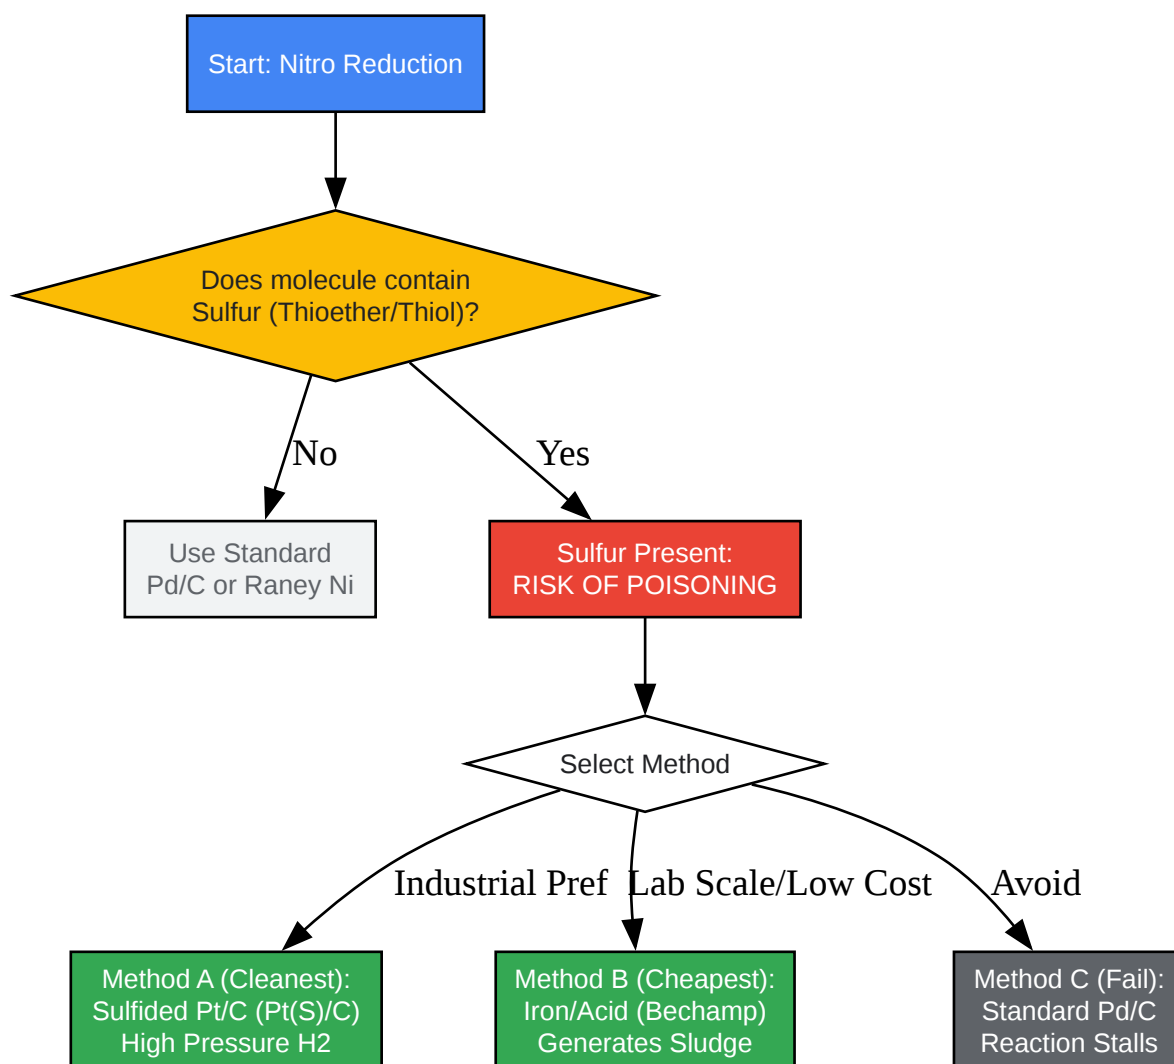 Start: Nitro Reduction
Does molecule contain
Sulfur (Thioether/Thiol)?
No
Yes
Use Standard
Pd/C or Raney Ni
Sulfur Present:
RISK OF POISONING
Select Method
Industrial Pref
Lab Scale/Low Cost
Avoid
Method A (Cleanest):
Sulfided Pt/C (Pt(S)/C)
High Pressure H2
Method B (Cheapest):
Iron/Acid (Bechamp)
Generates Sludge
Method C (Fail):
Standard Pd/C
Reaction Stalls